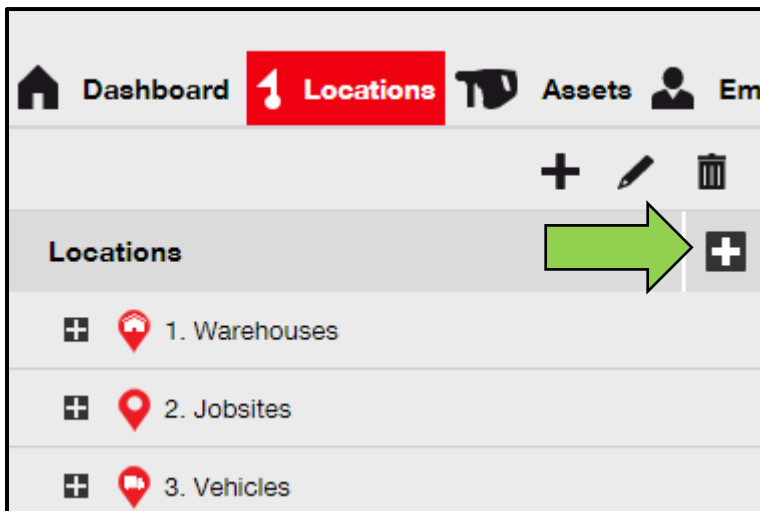 Dashboard Locations Assets Em
Locations
1. Warehouses
2. Jobsites
3. Vehicles